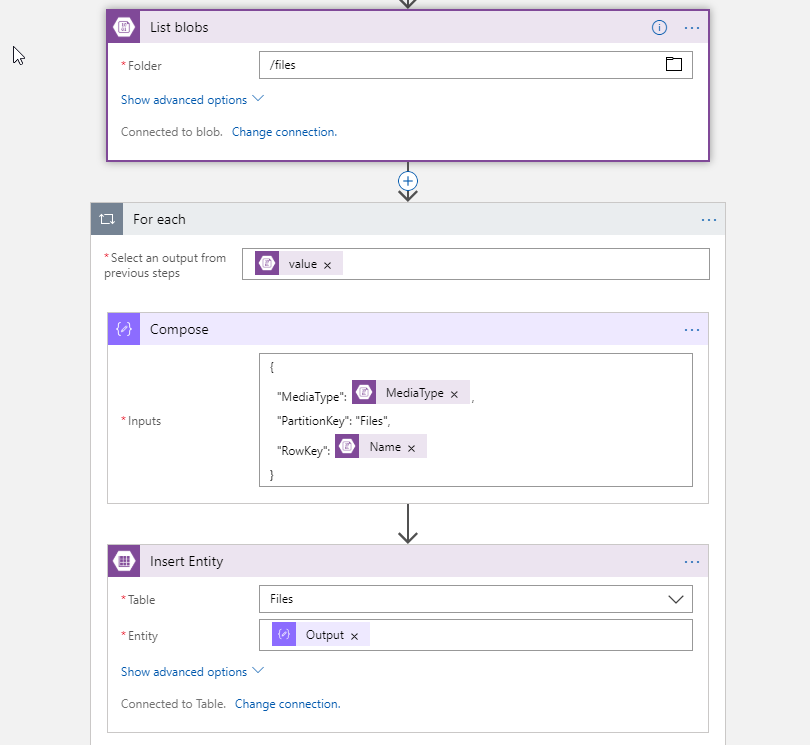 List blobs
*Folder
/files
Show advanced options
Connected to blob. Change connection.
For each
*Select an output from
previous steps
value ×
Compose
*Inputs
{
"MediaType": MediaType × ,
"PartitionKey": "Files",
"RowKey": Name ×
}
Insert Entity
*Table
Files
*Entity
Output ×
Show advanced options
Connected to Table. Change connection.